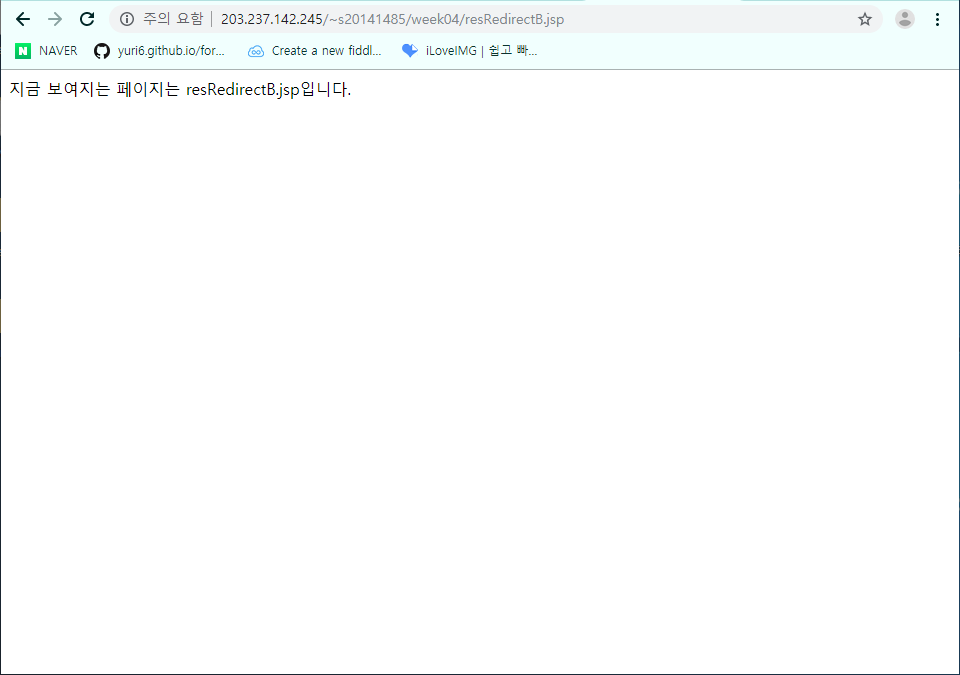 주의 요함 | 203.237.142.245/~s20141485/week04/resRedirectB.jsp
N NAVER yuri6.github.io/for... Create a new fiddl... iLoveIMG | 쉽고 빠...
지금 보여지는 페이지는 resRedirectB.jsp입니다.